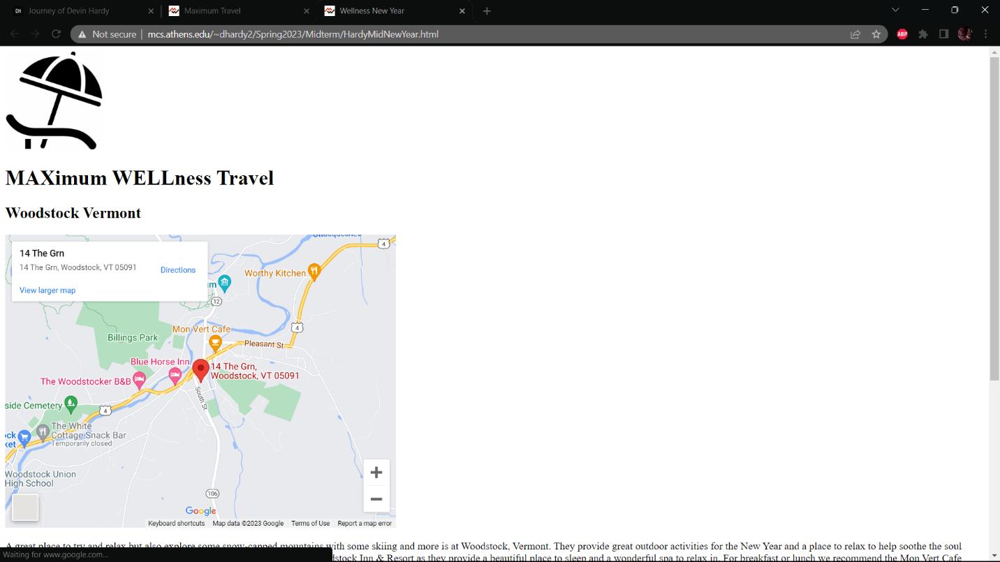 DH Journey of Devin Hardy
Maximum Travel
Wellness New Year
Not secure
mcs.athens.edu/~dhardy2/Spring2023/Midterm/HardyMidNewYear.html
ABP
MAXimum WELLness Travel
Woodstock Vermont
14 The Grn
14 The Grn, Woodstock, VT 05091
Directions
View larger map
4
Worthy Kitchen
um
12
4
Mon Vert Cafe
Billings Park
Pleasant St
Blue Horse Inn
14 The Grn,
Woodstock, VT 05091
The Woodstocker B&B
South St
side Cemetery
4
The White
Cottage Snack Bar
Temporarily closed
ock
ket
Woodstock Union
High School
106
Google
Keyboard shortcuts
Map data ©2023 Google
Terms of Use
Report a map error
A great place to try and relax but also explore some snow-capped mountains with some skiing and more is at Woodstock, Vermont. They provide great outdoor activities for the New Year and a place to relax to help soothe the soul
Waiting for www.google.com...
dstock Inn & Resort as they provide a beautiful place to sleep and a wonderful spa to relax in. For breakfast or lunch we recommend the Mon Vert Cafe